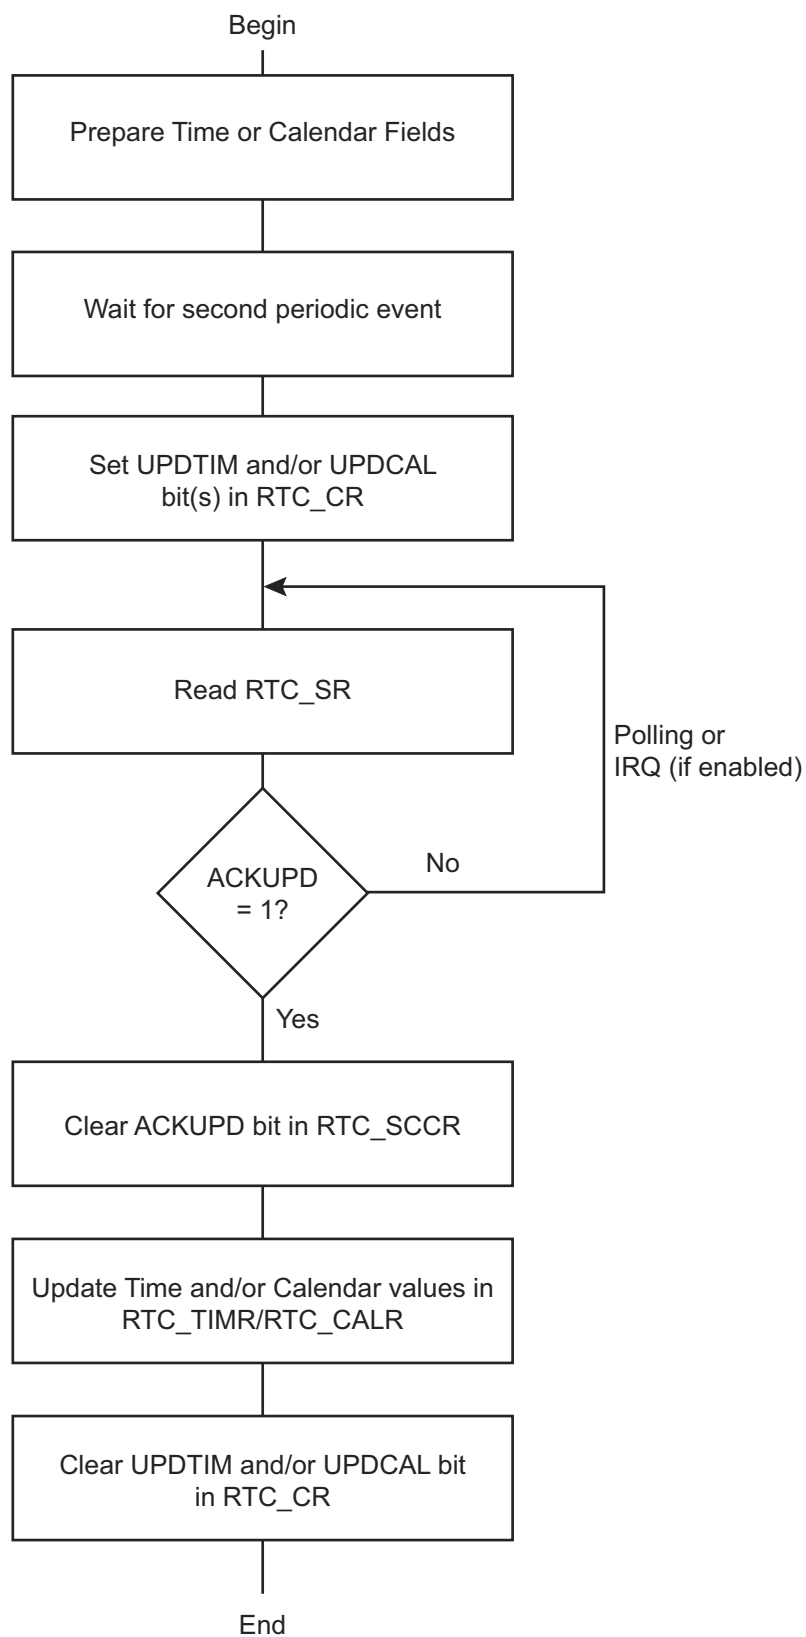 Begin
Prepare Time or Calendar Fields
Wait for second periodic event
Set UPDTIM and/or UPDCAL
bit(s) in RTC_CR
Read RTC_SR
Polling or
IRQ (if enabled)
ACKUPD
= 1?
No
Yes
Clear ACKUPD bit in RTC_SCCR
Update Time and/or Calendar values in
RTC_TIMR/RTC_CALR
Clear UPDTIM and/or UPDCAL bit
in RTC_CR
End